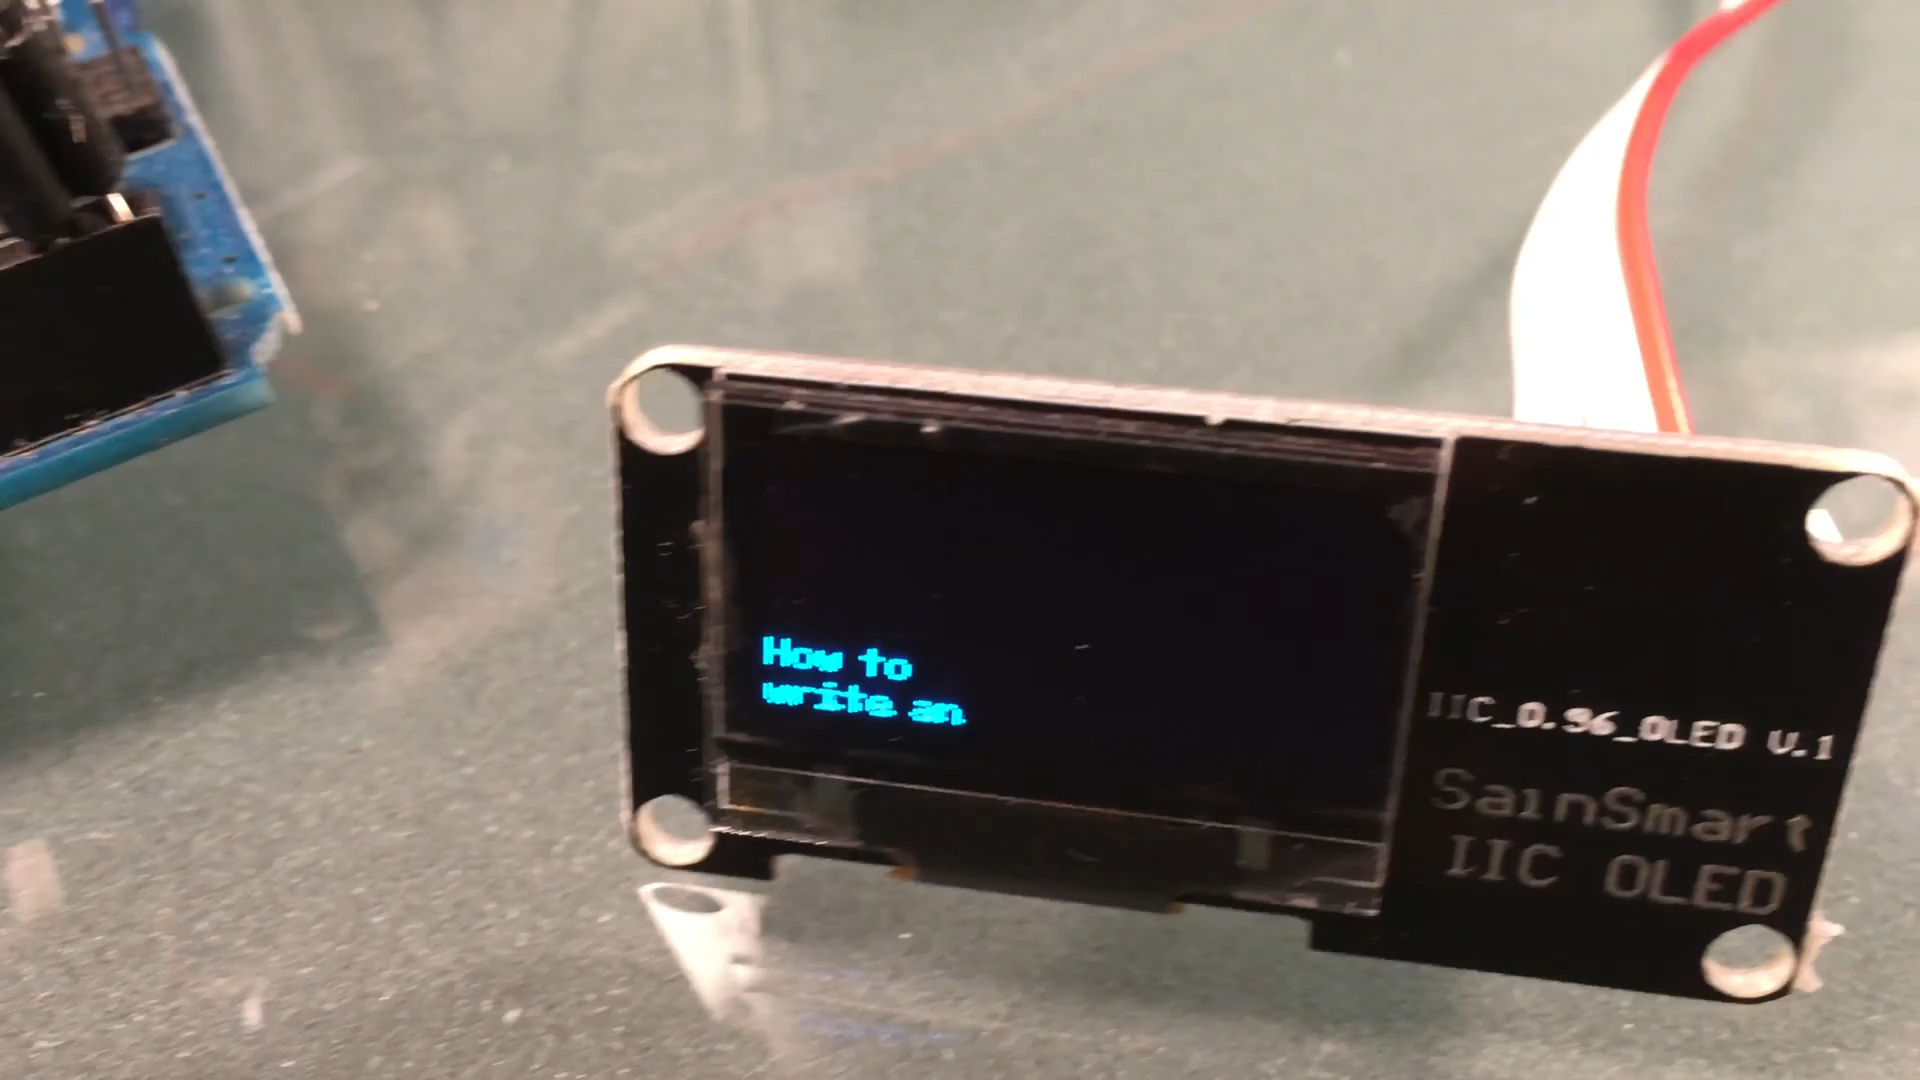 How to
write an
IIC_0.96_OLED V.1
SainSmart
IIC OLED